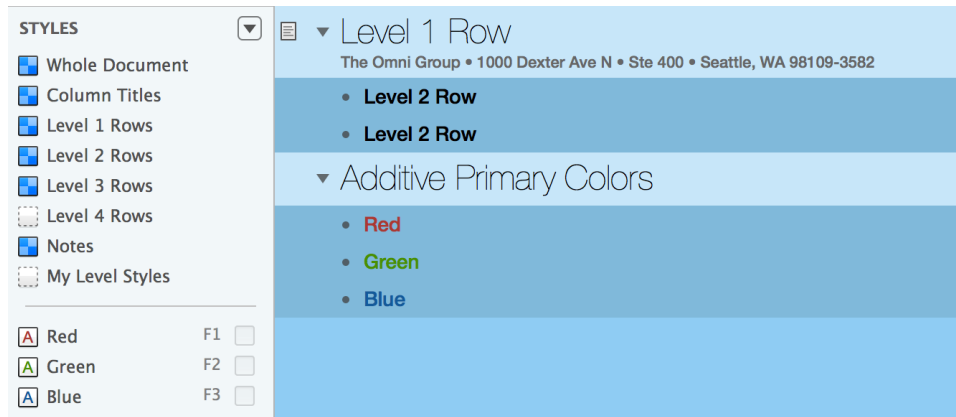 STYLES
Whole Document
Column Titles
Level 1 Rows
Level 2 Rows
Level 3 Rows
Level 4 Rows
Notes
My Level Styles
A Red F1
A Green F2
A Blue F3
Level 1 Row
The Omni Group • 1000 Dexter Ave N • Ste 400 • Seattle, WA 98109-3582
• Level 2 Row
• Level 2 Row
Additive Primary Colors
• Red
• Green
• Blue